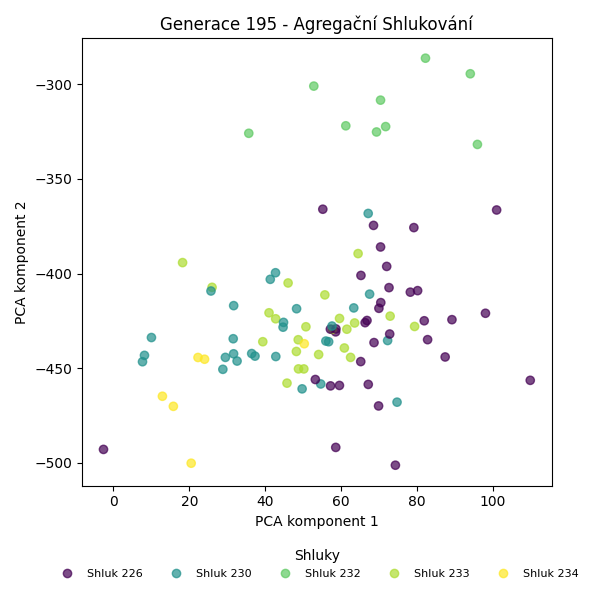 Generace 195 - Agregační Shlukování
PCA komponent 2
−300
−350
−400
−450
−500
0 20 40 60 80 100
PCA komponent 1
Shluky
Shluk 226 Shluk 230 Shluk 232 Shluk 233 Shluk 234